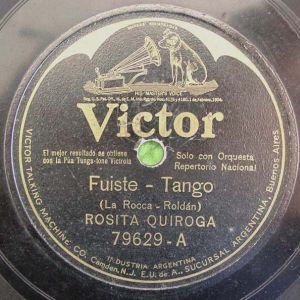 HIS MASTER'S VOICE
Victor
El mejor resultado se obtiene
con la Púa Tungs-tone Victrola
Solo con Orquesta
Repertorio Nacional
Fuiste - Tango
(La Rocca - Roldán)
ROSITA QUIROGA
79629-A
INDUSTRIA ARGENTINA
VICTOR TALKING MACHINE CO. Camden, N.J. E.U. de A., SUCURSAL ARGENTINA, Buenos Aires